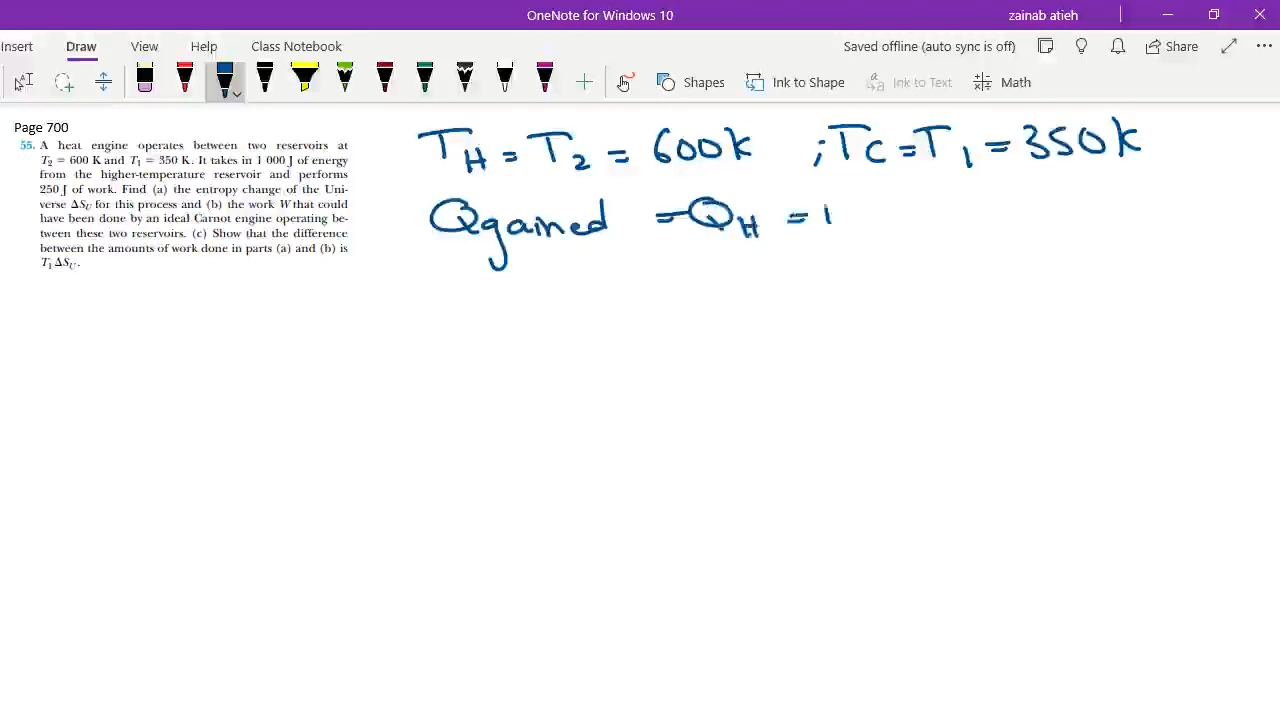 OneNote for Windows 10
zainab atieh
Insert Draw View Help Class Notebook
Saved offline (auto sync is off) Share
Shapes Ink to Shape Ink to Text Math
Page 700
55. A heat engine operates between two reservoirs at
T₂ = 600 K and T₁ = 350 K. It takes in 1 000 J of energy
from the higher-temperature reservoir and performs
250 J of work. Find (a) the entropy change of the Uni-
verse ΔS_U for this process and (b) the work W that could
have been done by an ideal Carnot engine operating be-
tween these two reservoirs. (c) Show that the difference
between the amounts of work done in parts (a) and (b) is
T₁ ΔS_U.
T_H = T₂ = 600k ; T_C = T₁ = 350k
Qgained = Q_H = 1